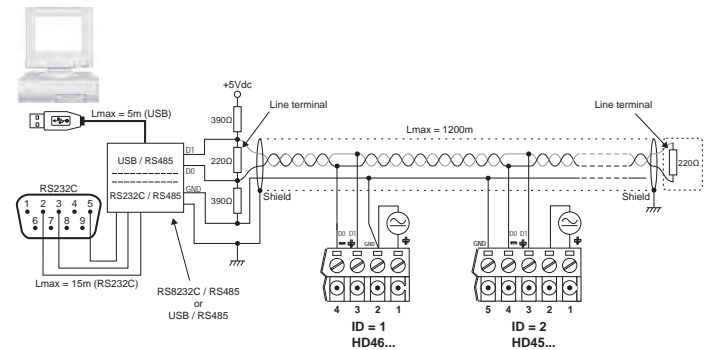 +5Vdc
Line terminal
Line terminal
Lmax = 5m (USB)
390Ω
Lmax = 1200m
D1
USB / RS485
220Ω
220Ω
D0
RS232C
GND
RS232C / RS485
390Ω
Shield
Shield
1 2 3 4 5
6 7 8 9
D0 D1
GND
GND
D0 D1
Lmax = 15m (RS232C)
RS8232C / RS485
or
USB / RS485
4 3 2 1
5 4 3 2 1
ID = 1
HD46...
ID = 2
HD45...